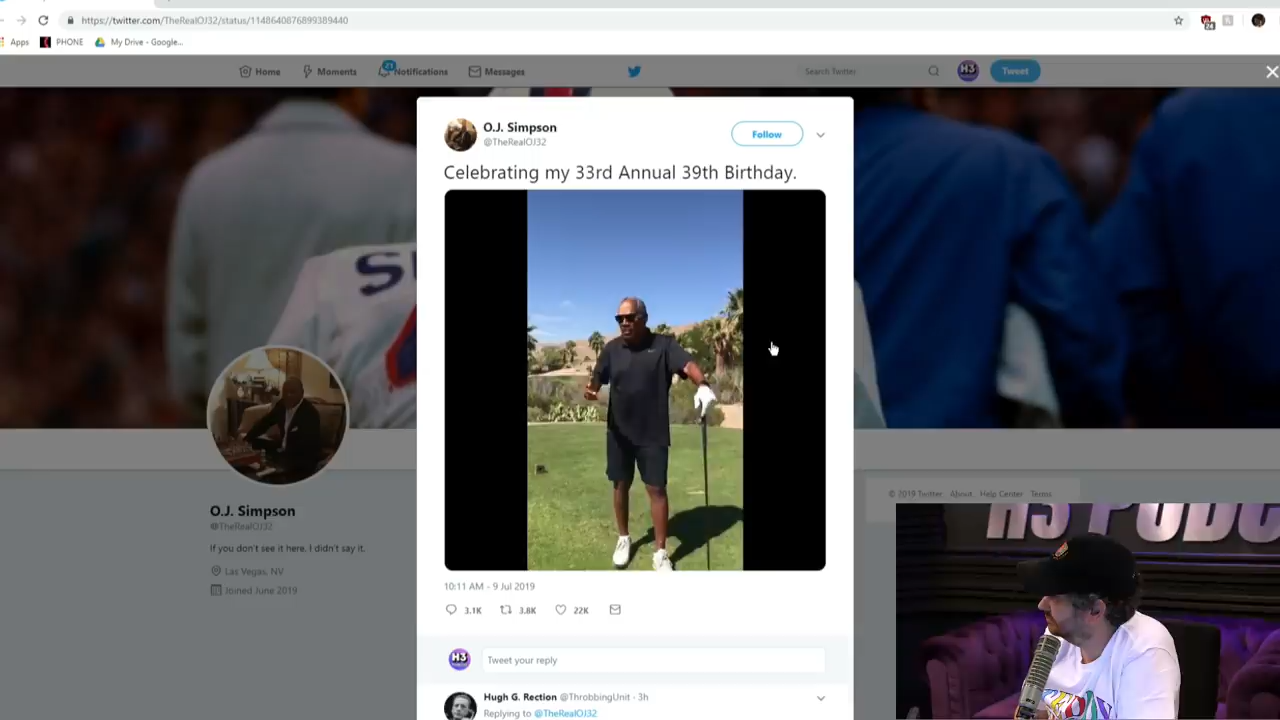 https://twitter.com/TheRealOJ32/status/1148640876899389440
24
Apps PHONE My Drive - Google...
Home Moments 21 Notifications Messages Search Twitter H3 Tweet
O.J. Simpson
@TheRealOJ32
Follow
Celebrating my 33rd Annual 39th Birthday.
10:11 AM - 9 Jul 2019
3.1K 3.8K 22K
H3 Tweet your reply
Hugh G. Rection @ThrobbingUnit · 3h
Replying to @TheRealOJ32
O.J. Simpson
@TheRealOJ32
If you don't see it here. I didn't say it.
Las Vegas, NV
Joined June 2019
© 2019 Twitter About Help Center Terms